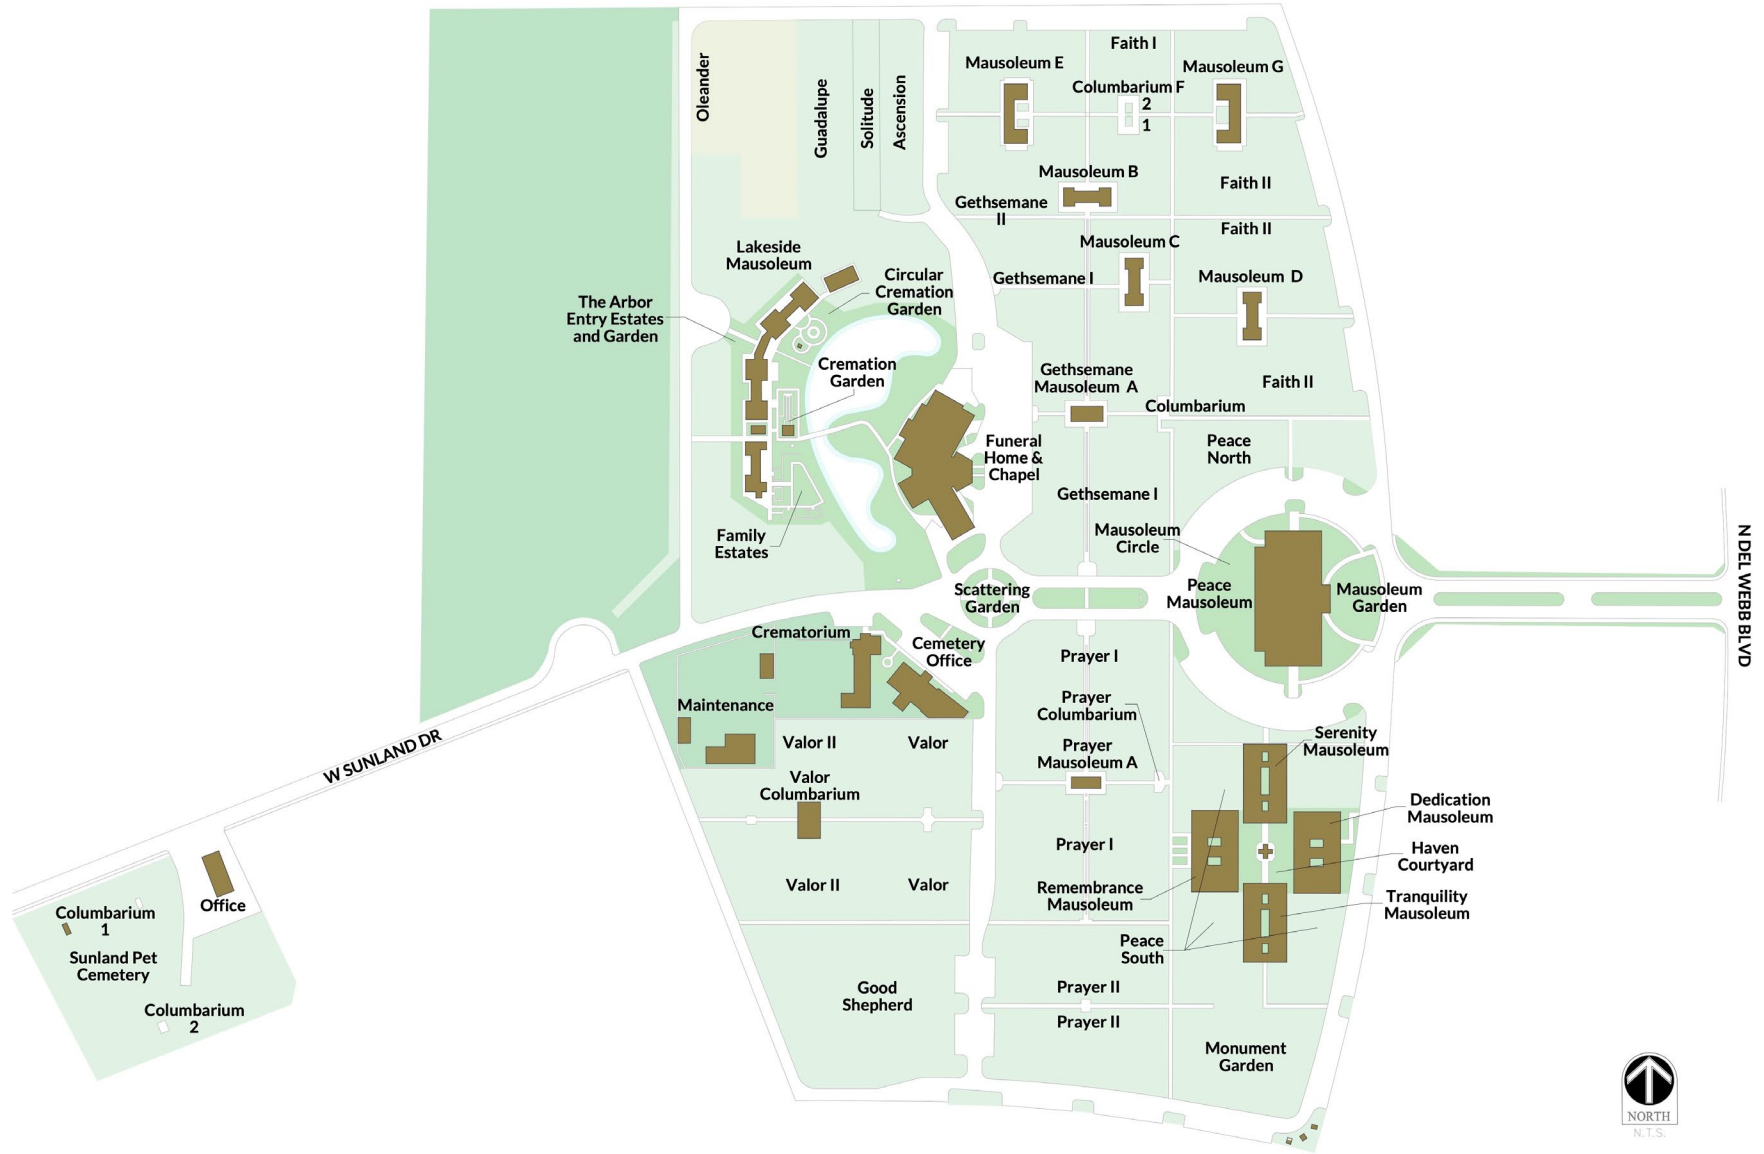 Oleander
Guadalupe
Solitude
Ascension
Faith I
Mausoleum E
Mausoleum G
Columbarium F
2
1
Mausoleum B
Faith II
Gethsemane
II
Faith II
Mausoleum C
Lakeside
Mausoleum
Gethsemane I
Mausoleum D
Circular
Cremation
Garden
The Arbor
Entry Estates
and Garden
Cremation
Garden
Gethsemane
Mausoleum A
Faith II
Columbarium
Funeral
Home &
Chapel
Peace
North
Gethsemane I
Family
Estates
Mausoleum
Circle
Scattering
Garden
Peace
Mausoleum
Mausoleum
Garden
N DEL WEBB BLVD
Crematorium
Cemetery
Office
Prayer I
Maintenance
Prayer
Columbarium
Valor II
Valor
Prayer
Mausoleum A
Serenity
Mausoleum
W SUNLAND DR
Valor
Columbarium
Dedication
Mausoleum
Prayer I
Haven
Courtyard
Valor II
Valor
Remembrance
Mausoleum
Tranquility
Mausoleum
Office
Columbarium
1
Sunland Pet
Cemetery
Columbarium
2
Peace
South
Good
Shepherd
Prayer II
Prayer II
Monument
Garden
NORTH
N.T.S.